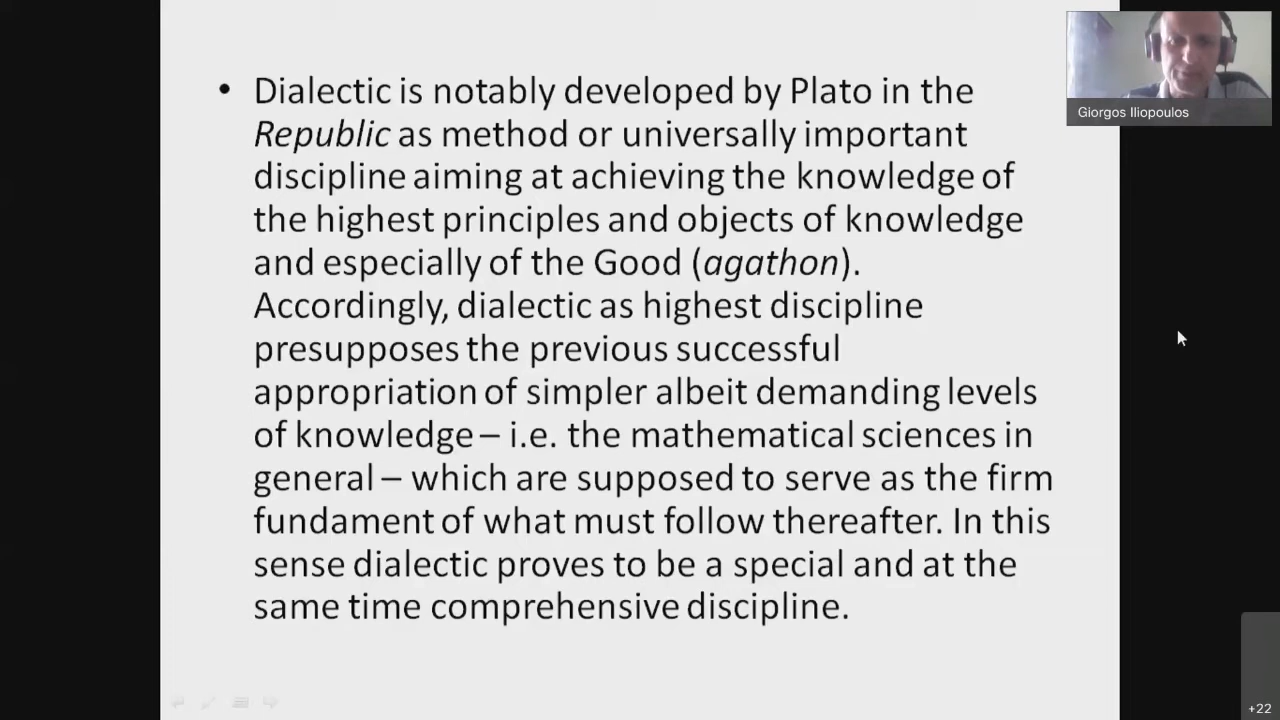 • Dialectic is notably developed by Plato in the
Republic as method or universally important
discipline aiming at achieving the knowledge of
the highest principles and objects of knowledge
and especially of the Good (agathon).
Accordingly, dialectic as highest discipline
presupposes the previous successful
appropriation of simpler albeit demanding levels
of knowledge – i.e. the mathematical sciences in
general – which are supposed to serve as the firm
fundament of what must follow thereafter. In this
sense dialectic proves to be a special and at the
same time comprehensive discipline.
Giorgos Iliopoulos
+22